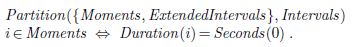 Partition({Moments, ExtendedIntervals}, Intervals)
i ∈ Moments ⇔ Duration(i) = Seconds(0) .